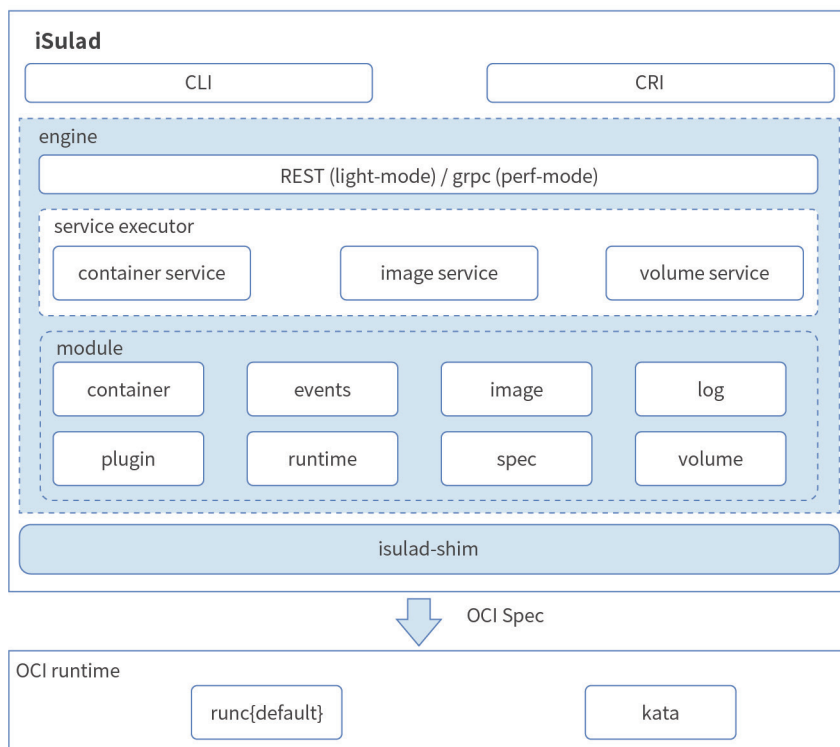 iSulad
CLI
CRI
engine
REST (light-mode) / grpc (perf-mode)
service executor
container service
image service
volume service
module
container
events
image
log
plugin
runtime
spec
volume
isulad-shim
OCI Spec
OCI runtime
runc{default}
kata